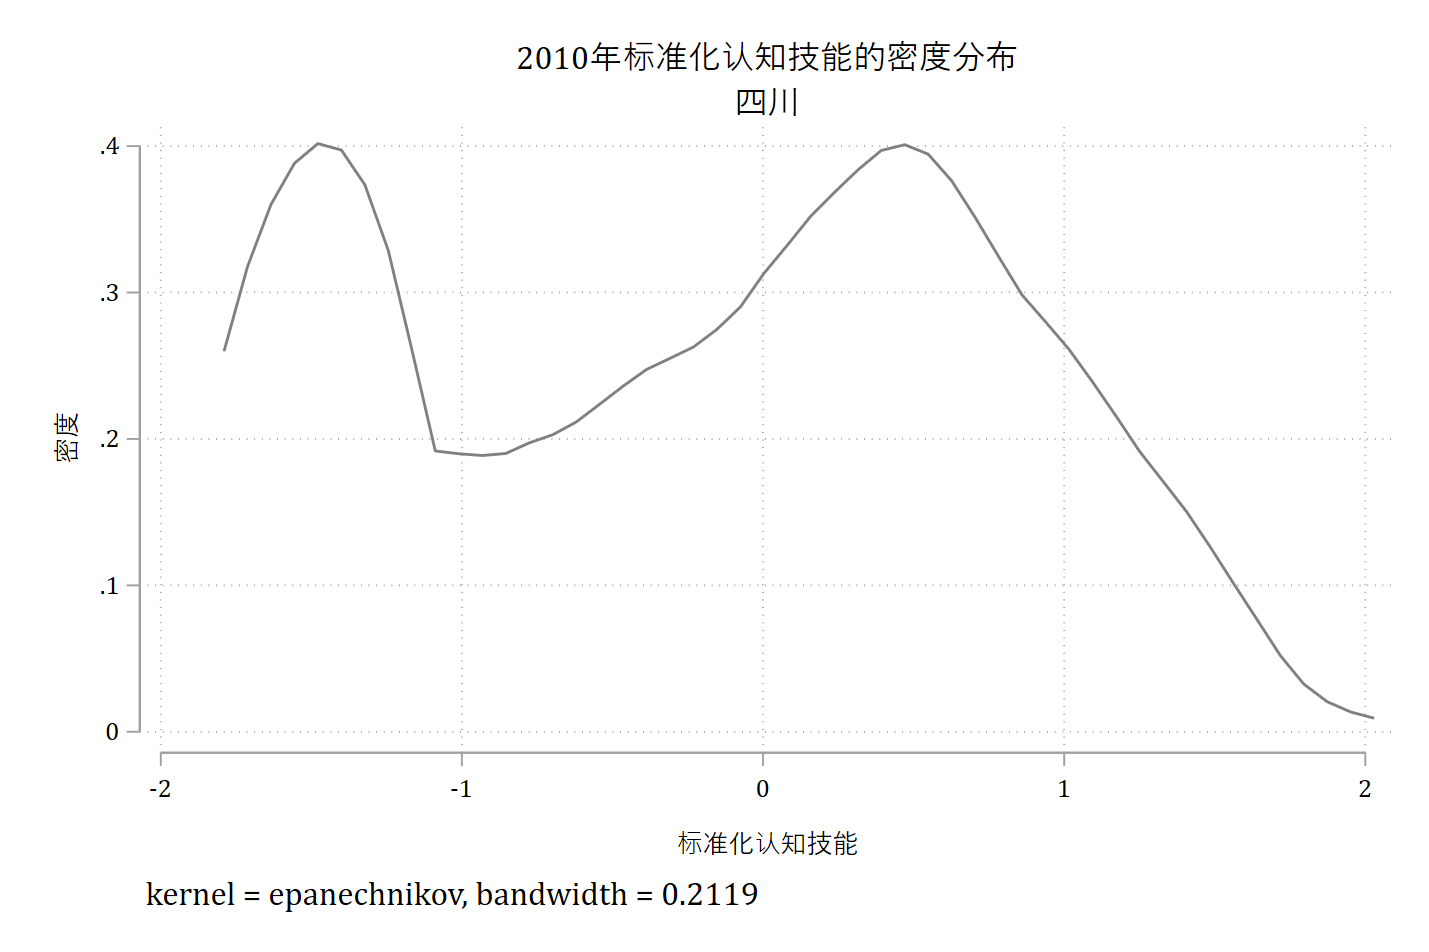 2010年标准化认知技能的密度分布
四川
.4
.3
.2
.1
0
密度
-2 -1 0 1 2
标准化认知技能
kernel = epanechnikov, bandwidth = 0.2119